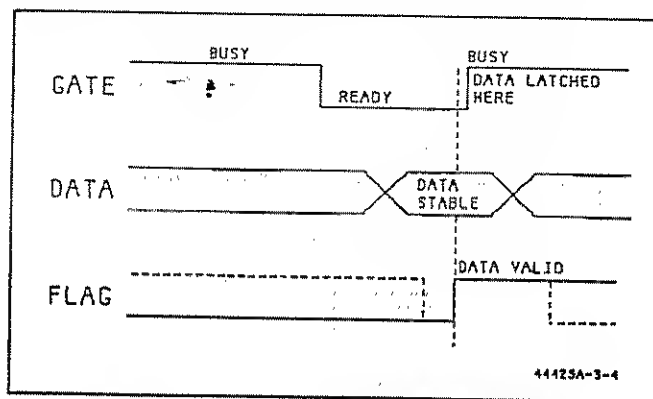 BUSY
BUSY
GATE
DATA LATCHED
HERE
READY
DATA
DATA
STABLE
DATA VALID
FLAG
44425A-3-4